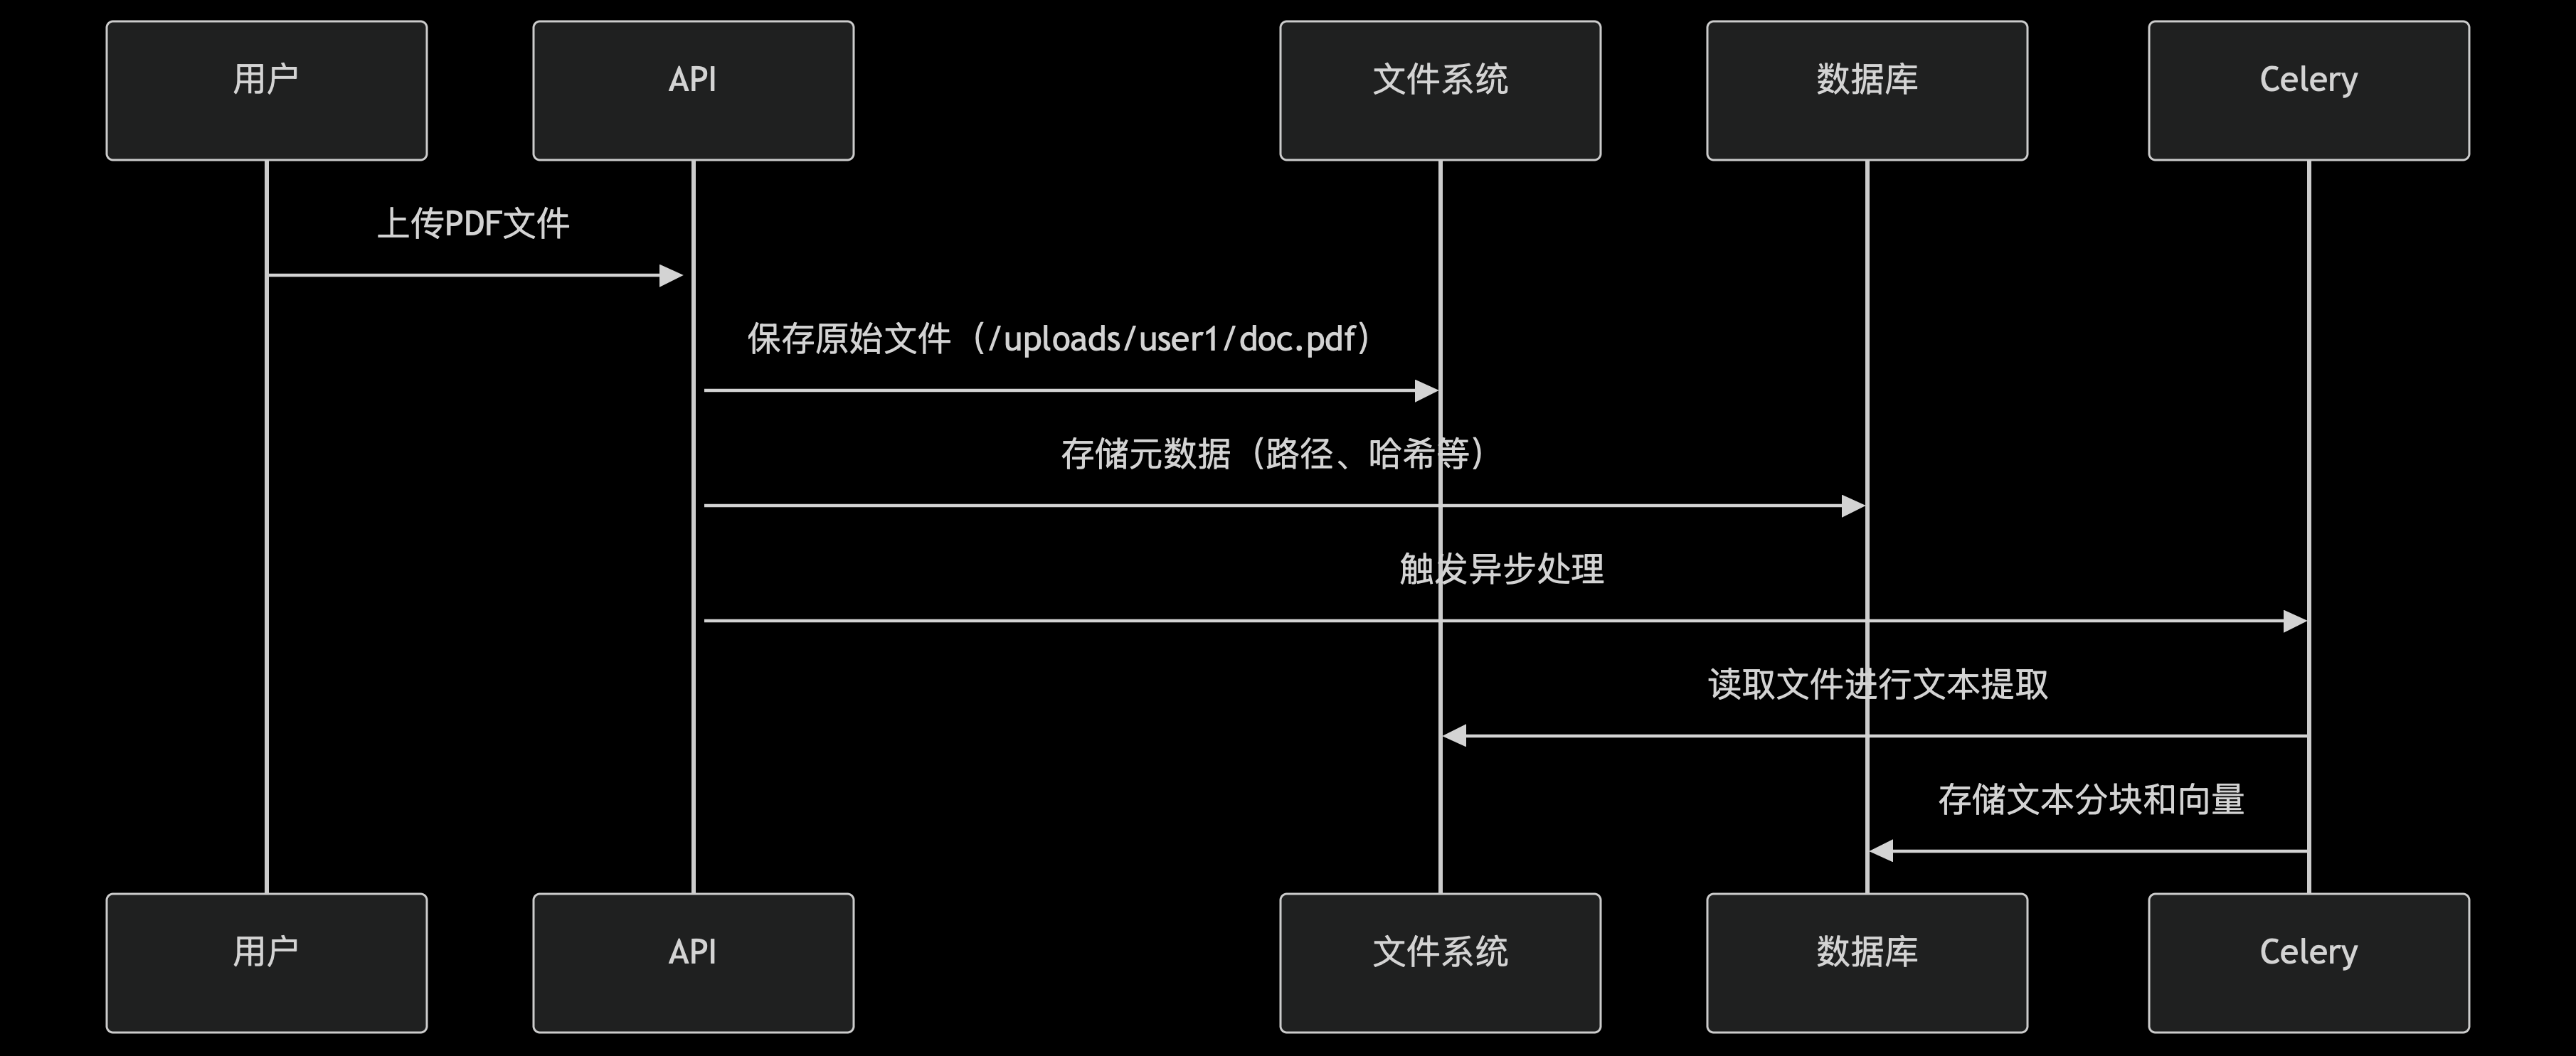 用户
API
文件系统
数据库
Celery
上传PDF文件
保存原始文件（/uploads/user1/doc.pdf）
存储元数据（路径、哈希等）
触发异步处理
读取文件进行文本提取
存储文本分块和向量
用户
API
文件系统
数据库
Celery